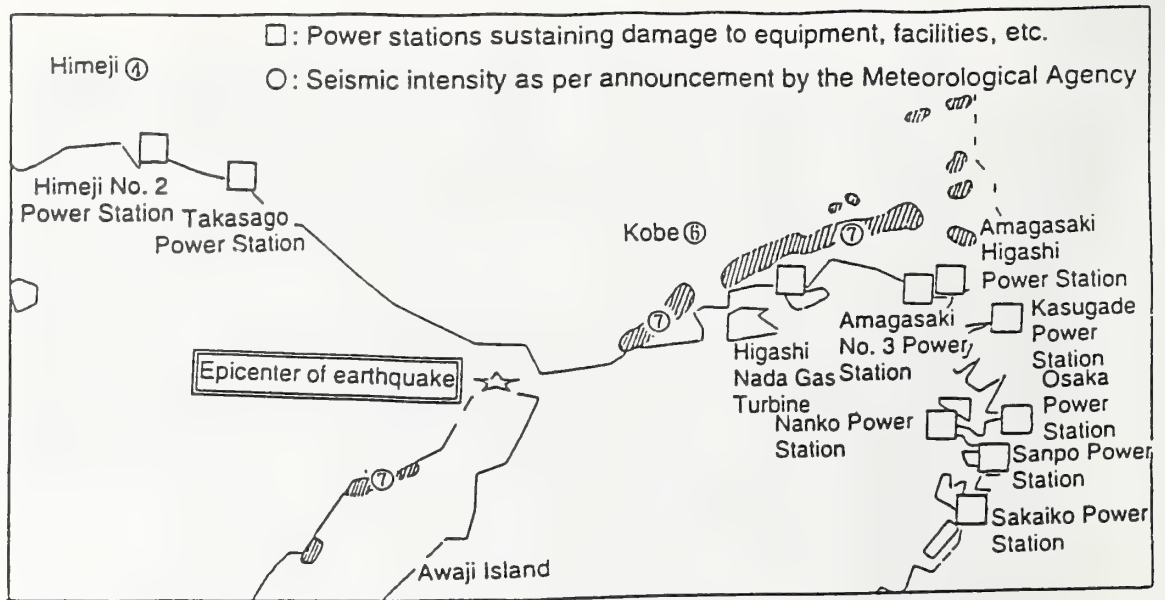 □: Power stations sustaining damage to equipment, facilities, etc.
○: Seismic intensity as per announcement by the Meteorological Agency
Himeji ④
Himeji No. 2
Power Station
Takasago
Power Station
Kobe ⑥
⑦
⑦
Amagasaki
Higashi
Power Station
Kasugade
Power
Station
Amagasaki
No. 3 Power
Station
Higashi
Nada Gas
Turbine
Epicenter of earthquake
Osaka
Power
Station
Nanko Power
Station
Sanpo Power
Station
⑦
Sakaiko Power
Station
Awaji Island